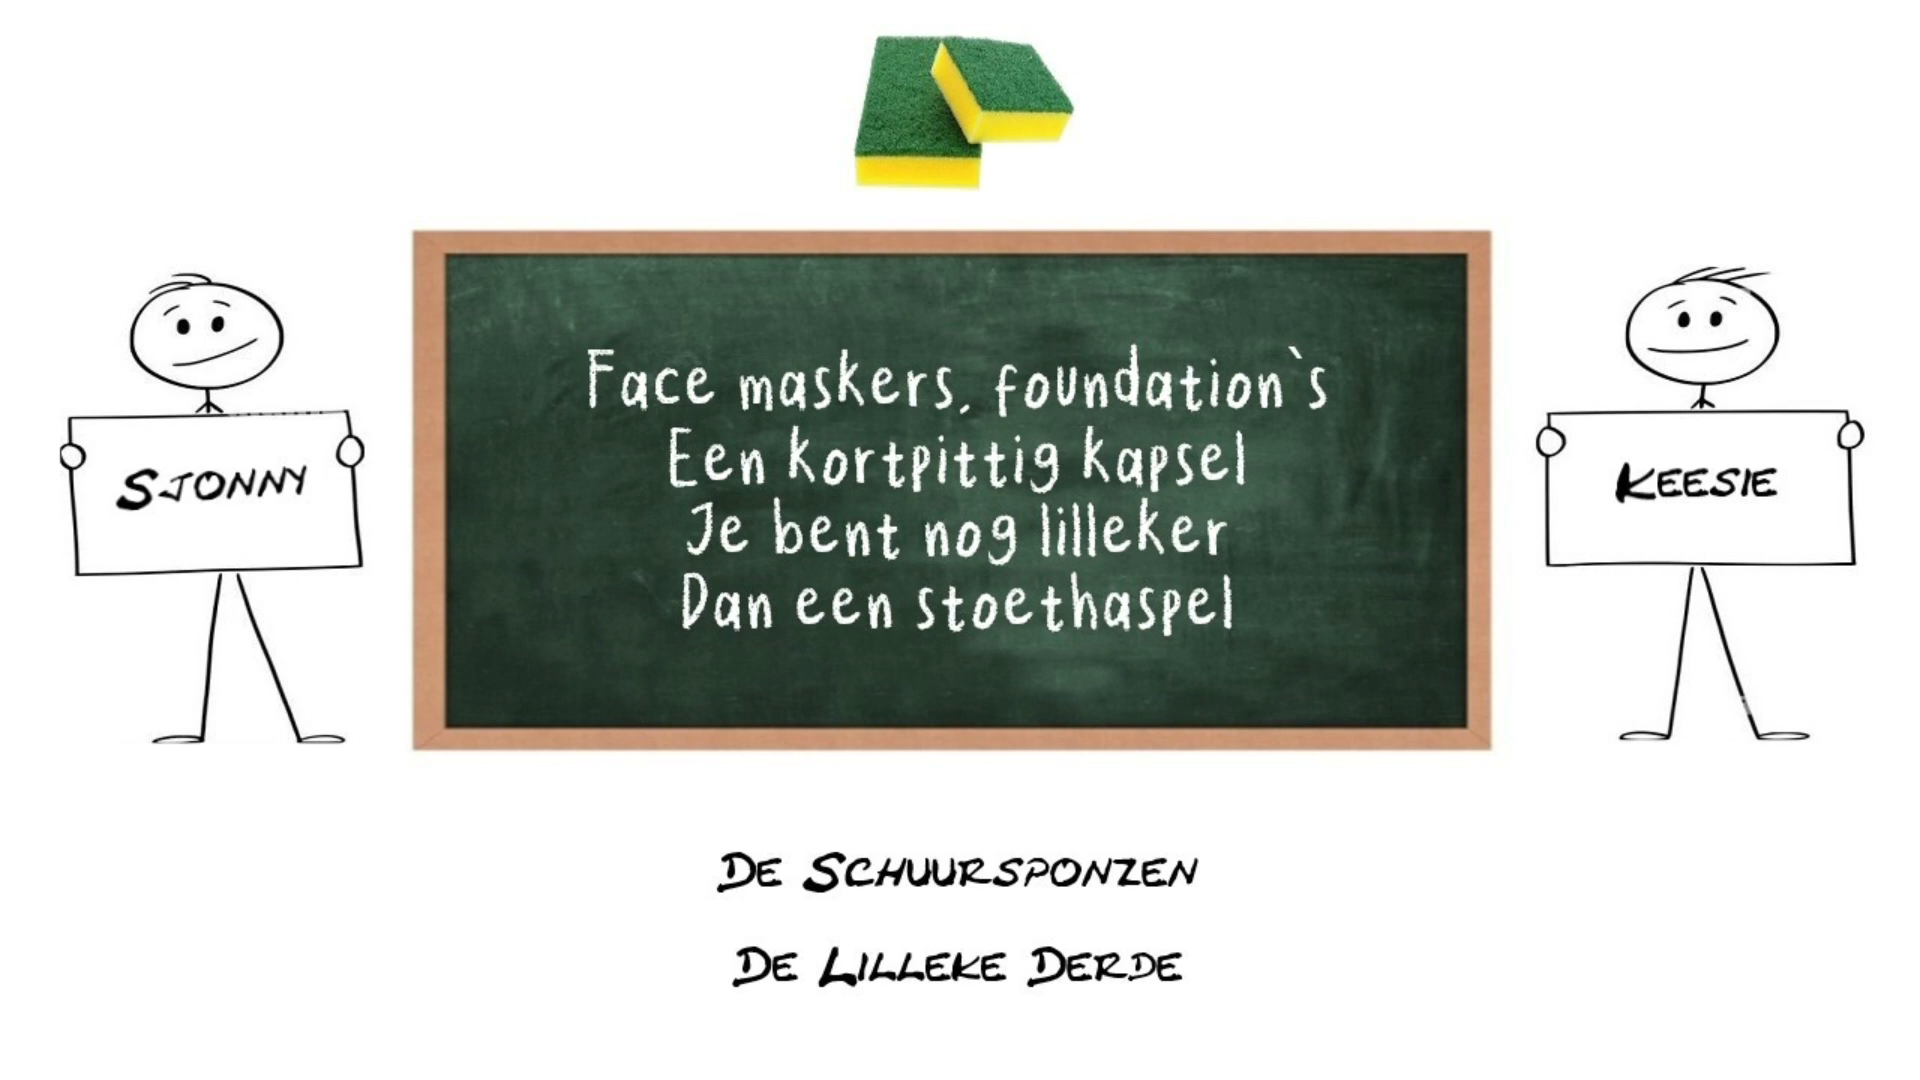 Face maskers, foundation`s
Een kortpittig kapsel
Je bent nog lilleker
Dan een stoethaspel
SJONNY
KEESIE
De Schuursponzen
De Lilleke Derde